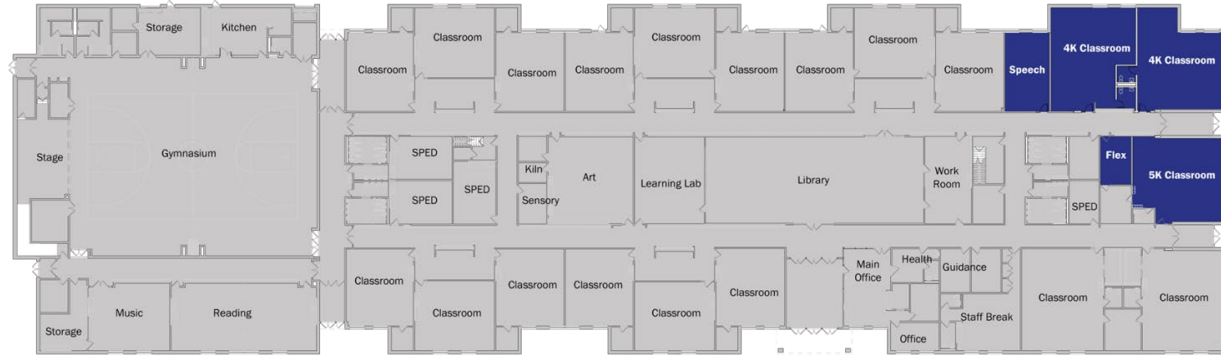 Storage
Kitchen
Classroom
Classroom
Classroom
Classroom
Classroom
Classroom
Classroom
Classroom
Classroom
Classroom
Speech
4K Classroom
4K Classroom
Stage
Gymnasium
SPED
SPED
SPED
Kiln
Sensory
Art
Learning Lab
Library
Work
Room
SPED
Flex
5K Classroom
Storage
Music
Reading
Classroom
Classroom
Classroom
Classroom
Classroom
Classroom
Main
Office
Health
Guidance
Office
Staff Break
Classroom
Classroom